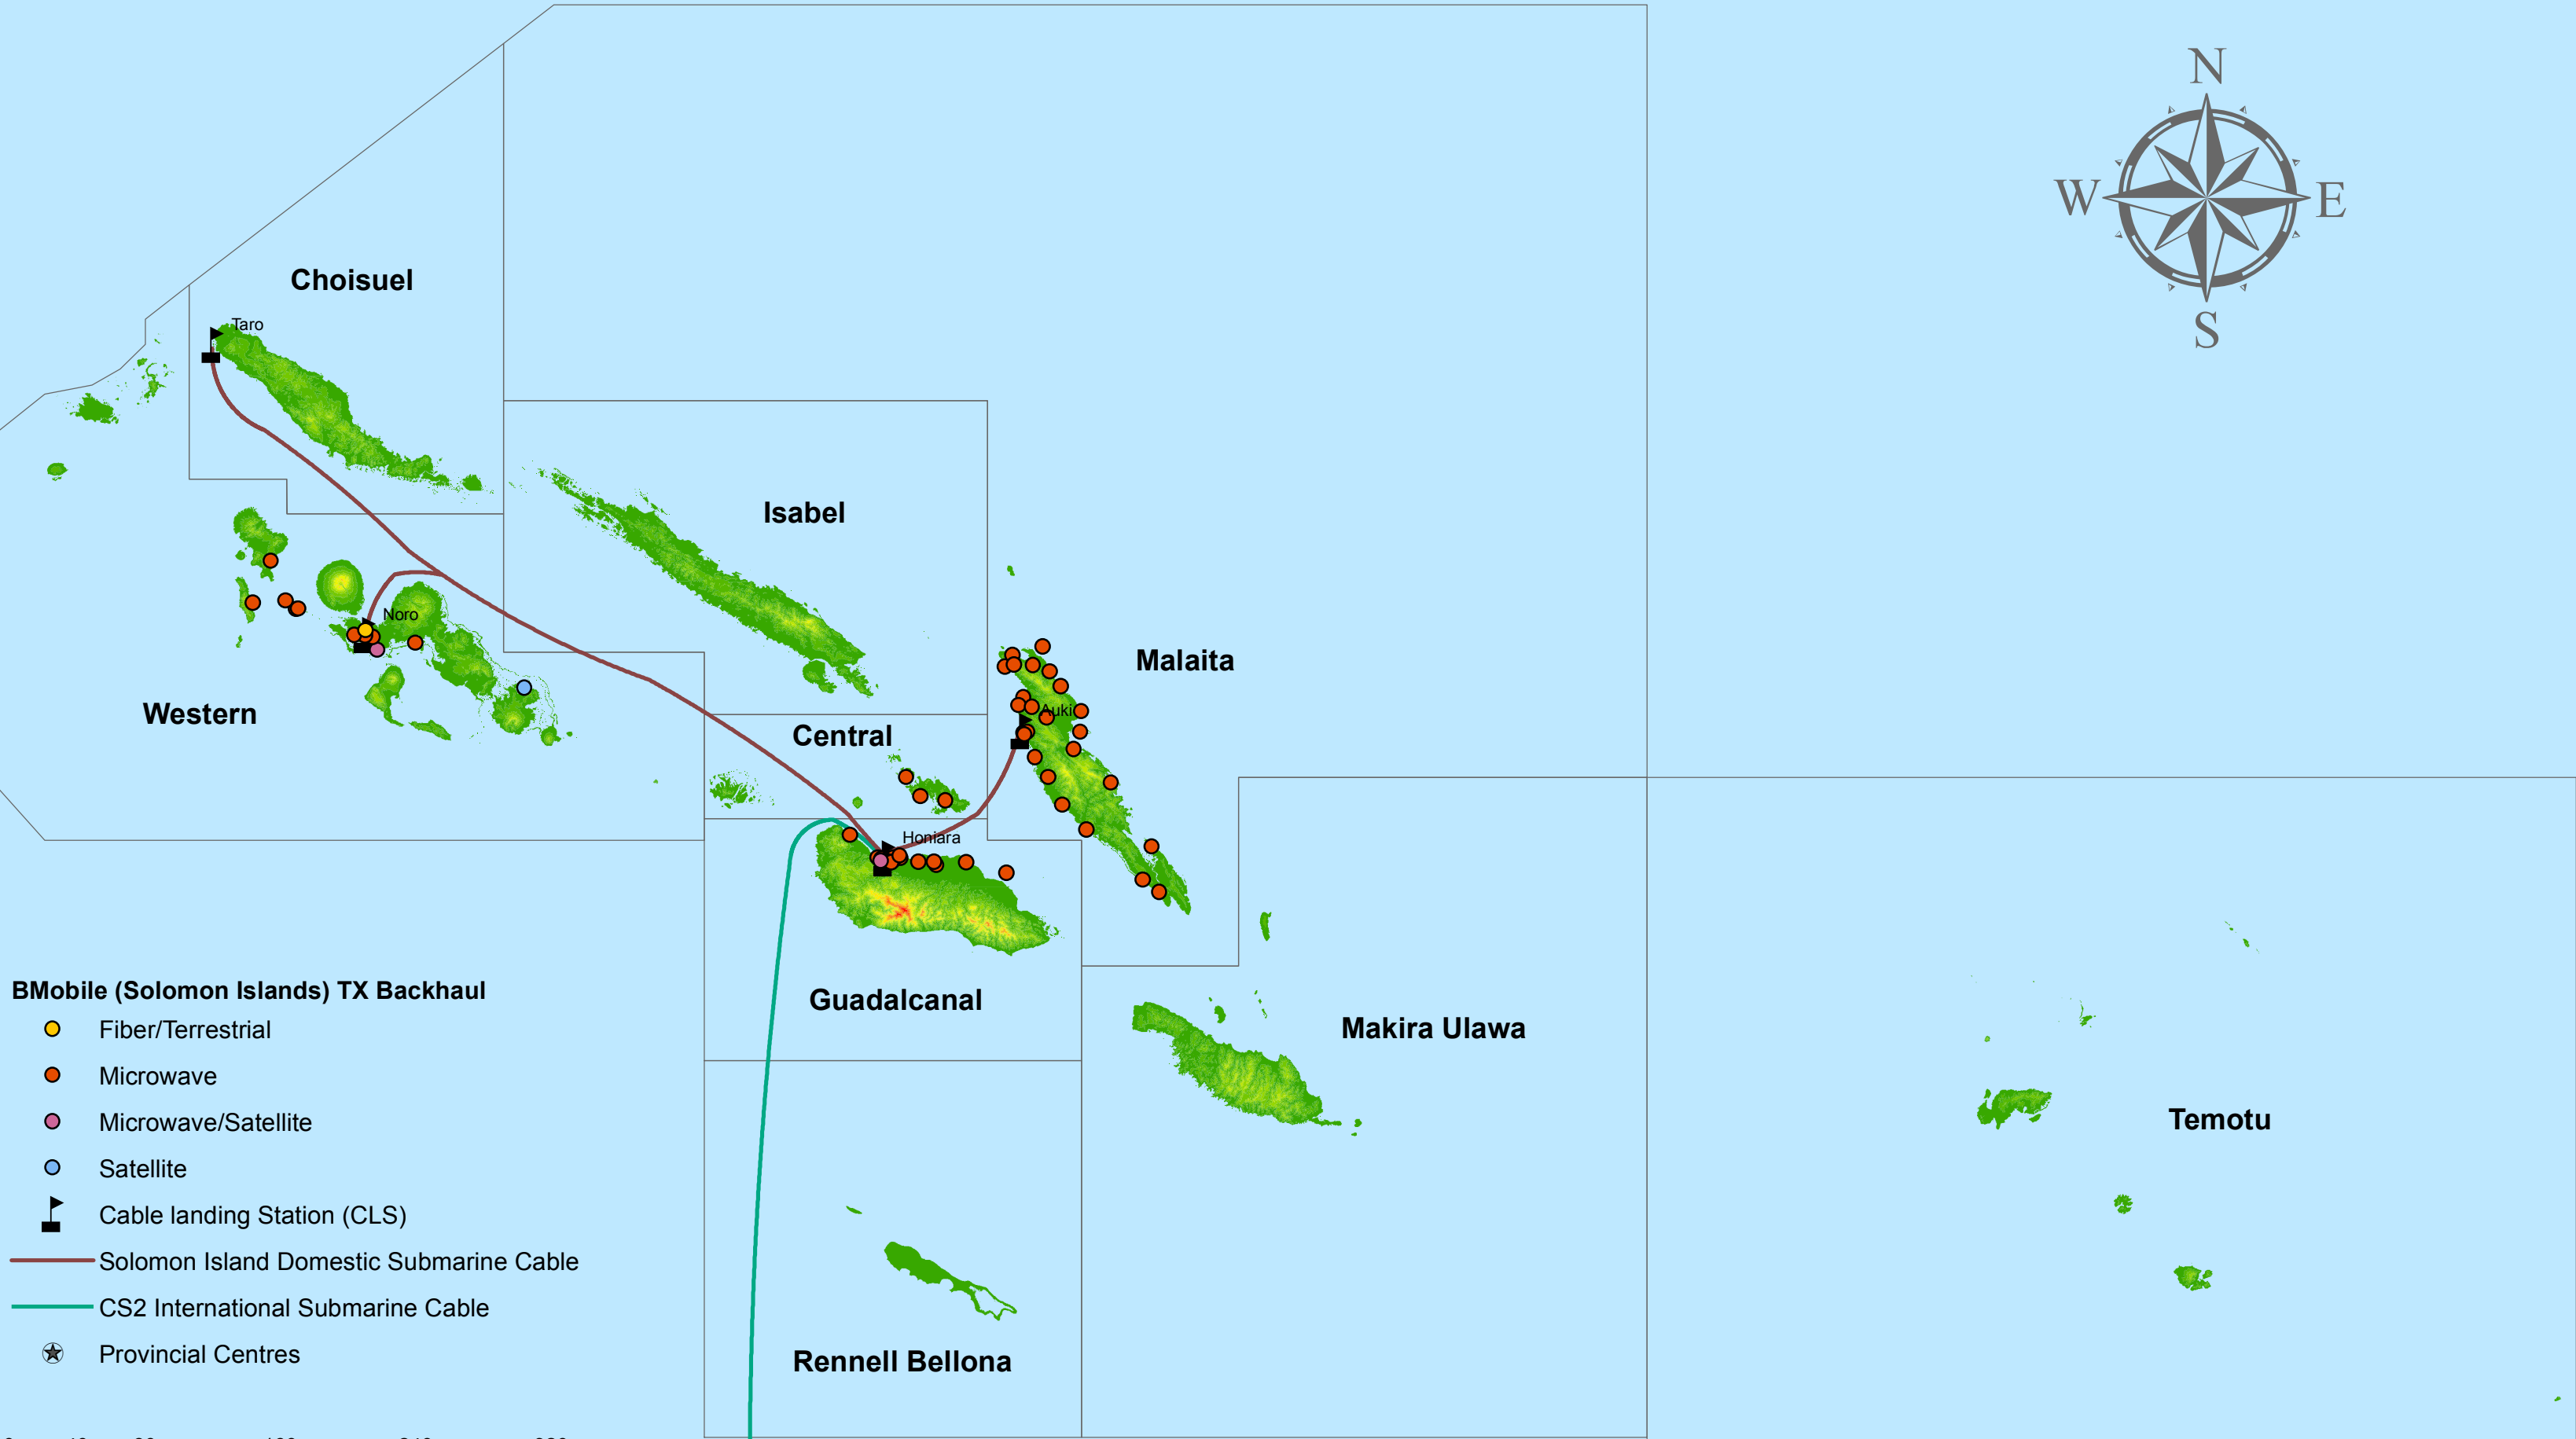 N
W
E
S
Choisuel
Taro
Isabel
Noro
Malaita
Western
Auki
Central
Honiara
BMobile (Solomon Islands) TX Backhaul
Fiber/Terrestrial
Microwave
Microwave/Satellite
Satellite
Cable landing Station (CLS)
Solomon Island Domestic Submarine Cable
CS2 International Submarine Cable
Provincial Centres
Guadalcanal
Makira Ulawa
Temotu
Rennell Bellona